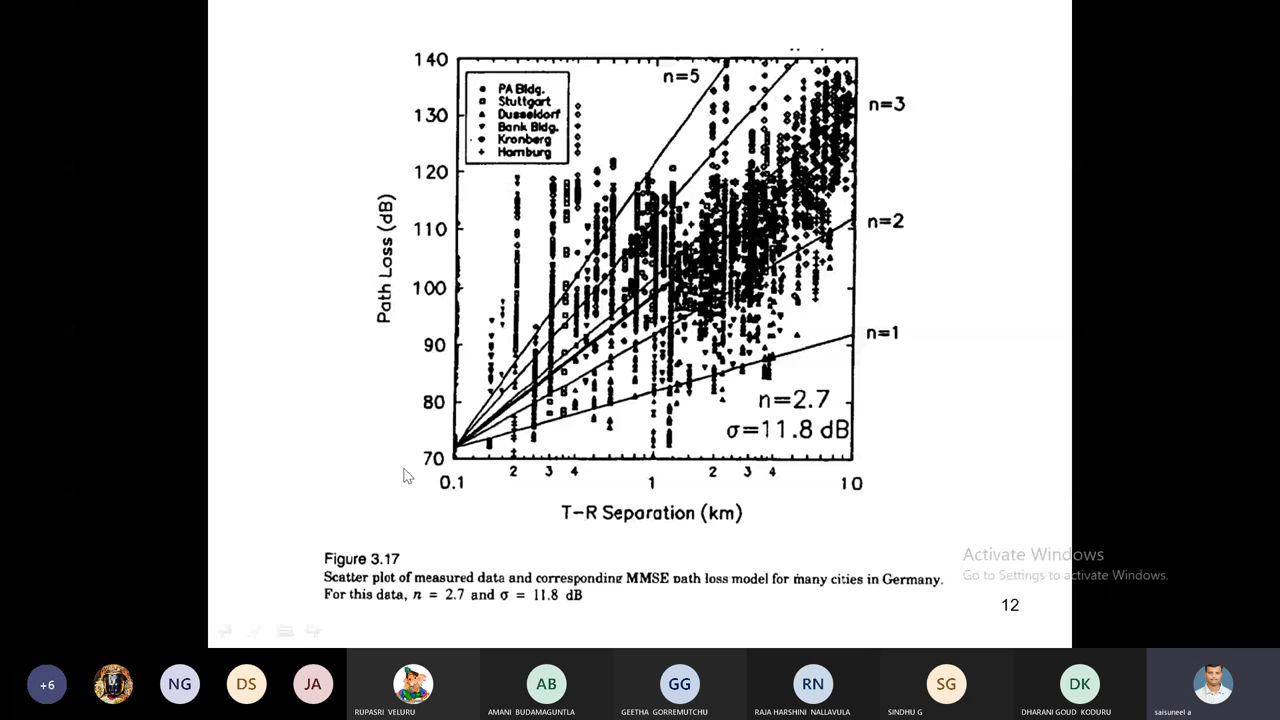 140
130
120
110
100
90
80
70
Path Loss (dB)
PA Bldg.
Stuttgart
Dusseldorf
Bank Bldg.
Kronberg
Hamburg
n=5
n=3
n=2
n=1
n=2.7
σ=11.8 dB
2 3 4 2 3 4
0.1 1 10
T-R Separation (km)
Figure 3.17
Scatter plot of measured data and corresponding MMSE path loss model for many cities in Germany.
For this data, n = 2.7 and σ = 11.8 dB
12
Activate Windows
Go to Settings to activate Windows.
+6 NG DS JA AB GG RN SG DK
RUPASRI VELURU AMANI BUDAMAGUNTLA GEETHA GORREMUTCHU RAJA HARSHINI NALLAVULA SINDHU G DHARANI GOUD KODURU saisuneel a